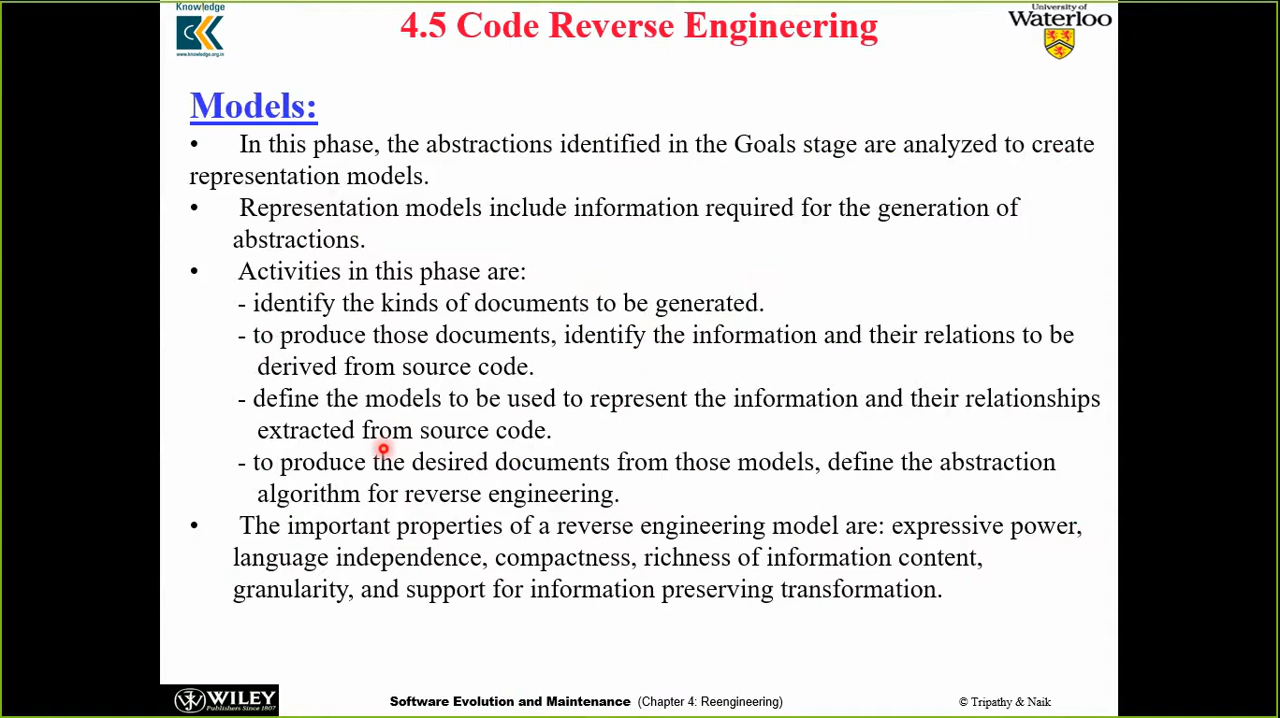 Knowledge
CK
www.knowledge.org.in
4.5 Code Reverse Engineering
University of
Waterloo
Models:
• In this phase, the abstractions identified in the Goals stage are analyzed to create
representation models.
• Representation models include information required for the generation of
abstractions.
• Activities in this phase are:
- identify the kinds of documents to be generated.
- to produce those documents, identify the information and their relations to be
derived from source code.
- define the models to be used to represent the information and their relationships
extracted from source code.
- to produce the desired documents from those models, define the abstraction
algorithm for reverse engineering.
• The important properties of a reverse engineering model are: expressive power,
language independence, compactness, richness of information content,
granularity, and support for information preserving transformation.
WILEY
Publishers Since 1807
Software Evolution and Maintenance (Chapter 4: Reengineering)
© Tripathy & Naik